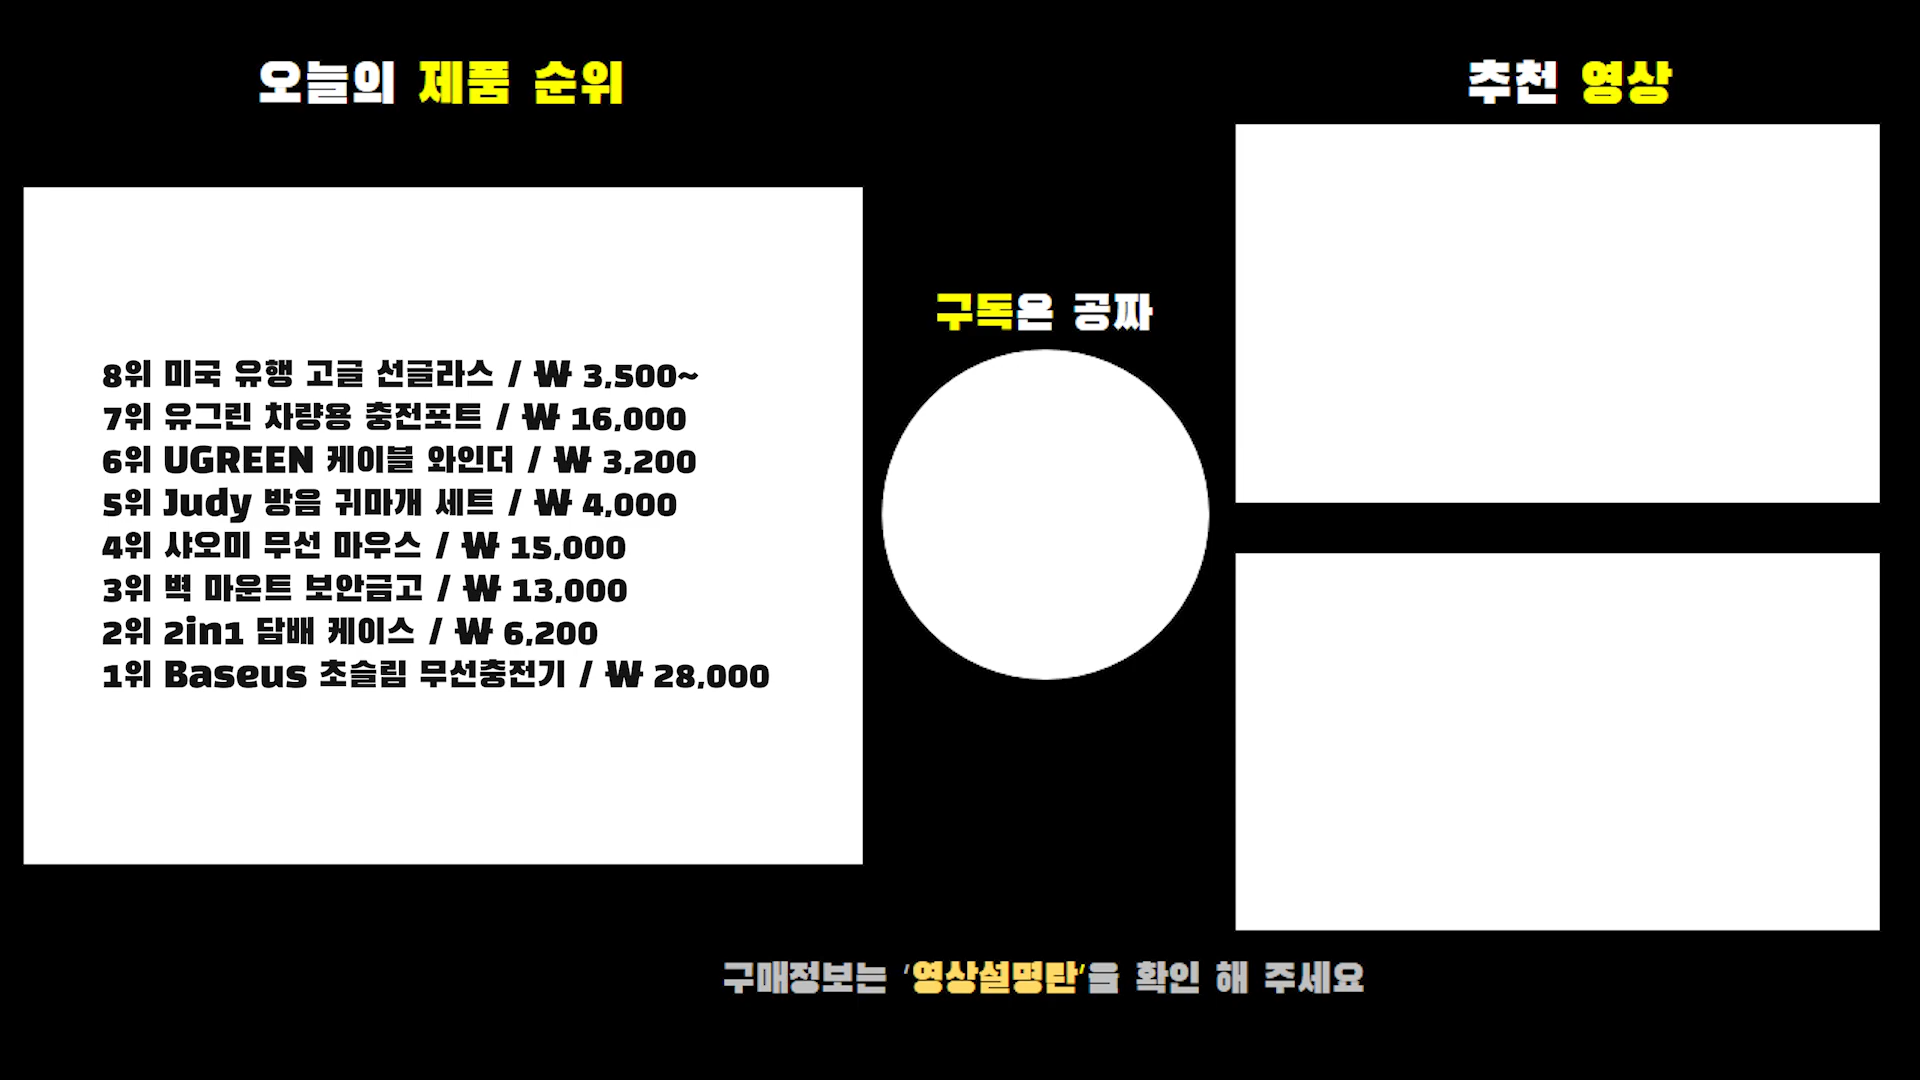 오늘의 제품 순위
8위 미국 유행 고글 선글라스 / ₩ 3,500~
7위 유그린 차량용 충전포트 / ₩ 16,000
6위 UGREEN 케이블 와인더 / ₩ 3,200
5위 Judy 방음 귀마개 세트 / ₩ 4,000
4위 샤오미 무선 마우스 / ₩ 15,000
3위 벽 마운트 보안금고 / ₩ 13,000
2위 2in1 담배 케이스 / ₩ 6,200
1위 Baseus 초슬림 무선충전기 / ₩ 28,000
구독은 공짜
추천 영상
구매정보는 '영상설명란'을 확인 해 주세요